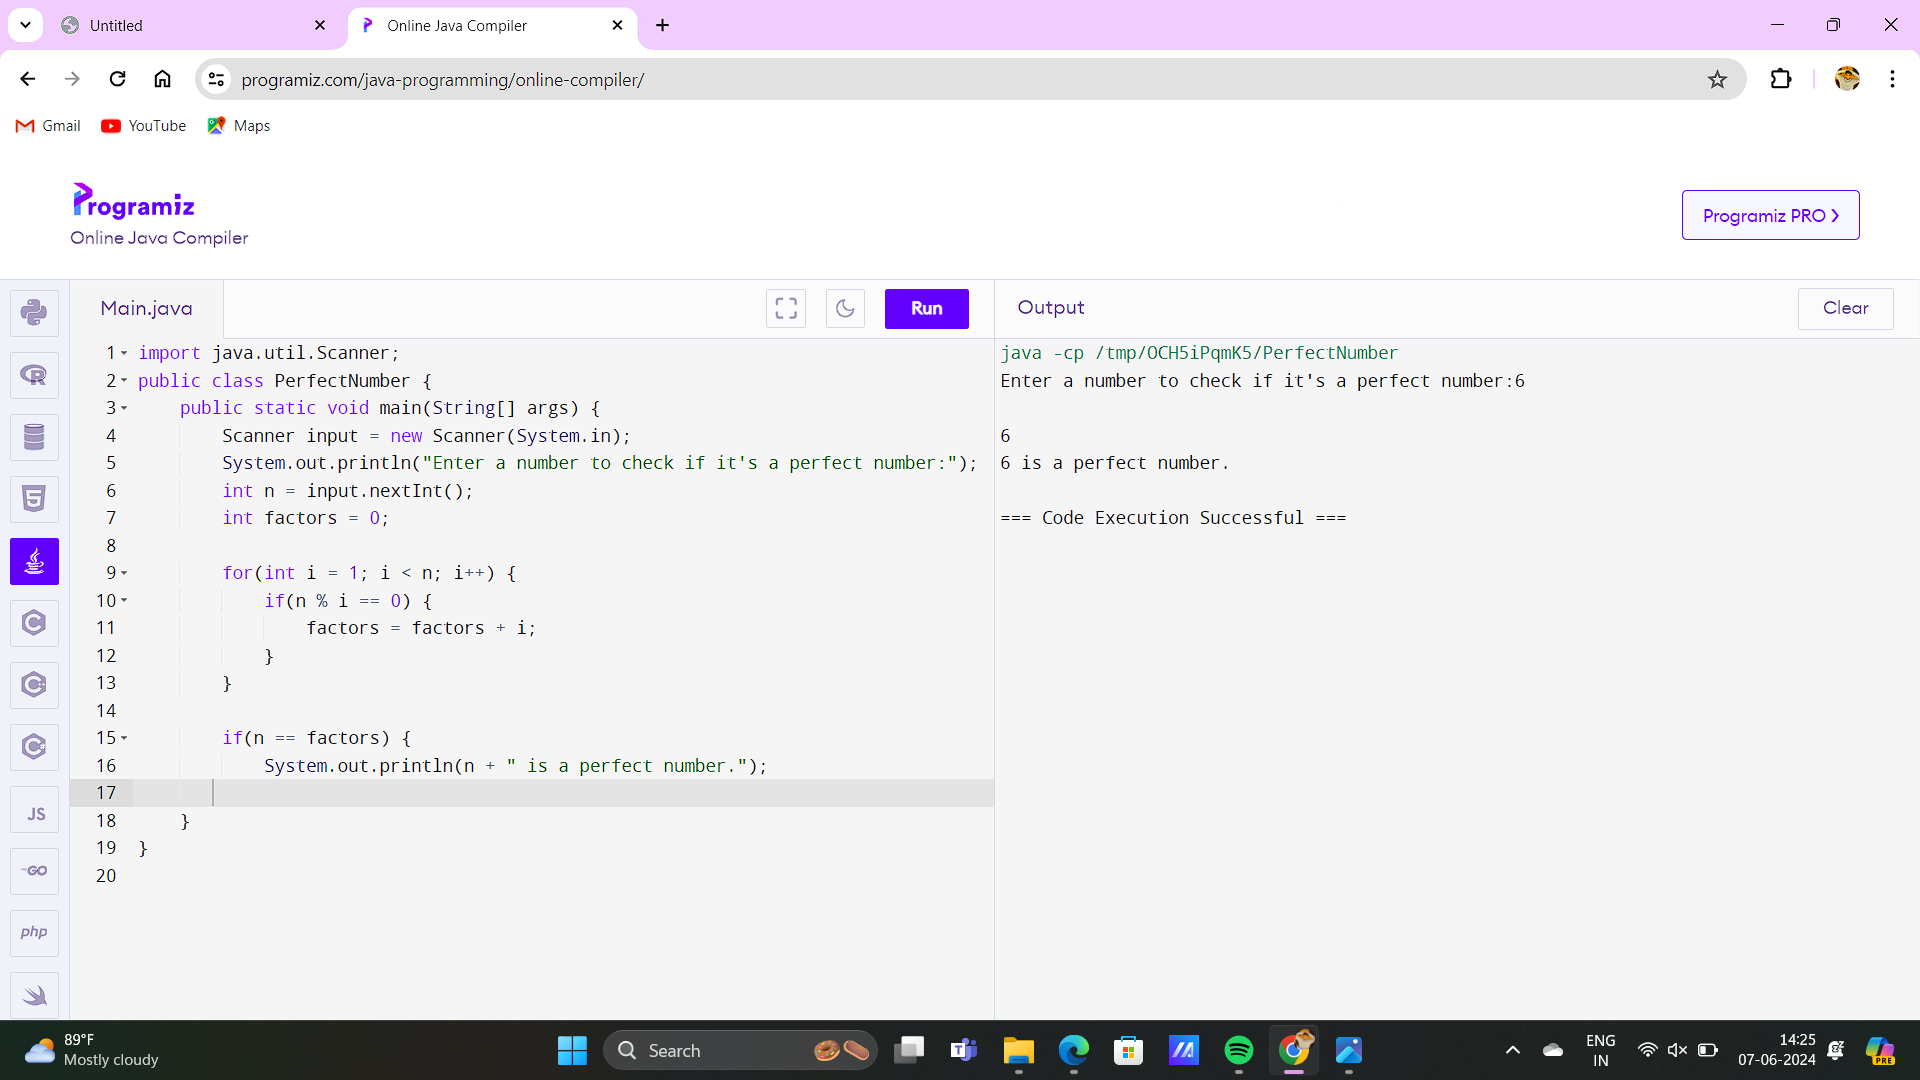 Untitled
Online Java Compiler
programiz.com/java-programming/online-compiler/
Gmail YouTube Maps
Programiz
Online Java Compiler
Programiz PRO ❯
Main.java
Run
Output
Clear
1 import java.util.Scanner;
2 public class PerfectNumber {
3 public static void main(String[] args) {
4 Scanner input = new Scanner(System.in);
5 System.out.println("Enter a number to check if it's a perfect number:");
6 int n = input.nextInt();
7 int factors = 0;
8
9 for(int i = 1; i < n; i++) {
10 if(n % i == 0) {
11 factors = factors + i;
12 }
13 }
14
15 if(n == factors) {
16 System.out.println(n + " is a perfect number.");
17
18 }
19 }
20
java -cp /tmp/OCH5iPqmK5/PerfectNumber
Enter a number to check if it's a perfect number:6
6
6 is a perfect number.
=== Code Execution Successful ===
R
5
C
C
C
JS
GO
php
89°F
Mostly cloudy
Search
ENG
IN
14:25
07-06-2024
PRE